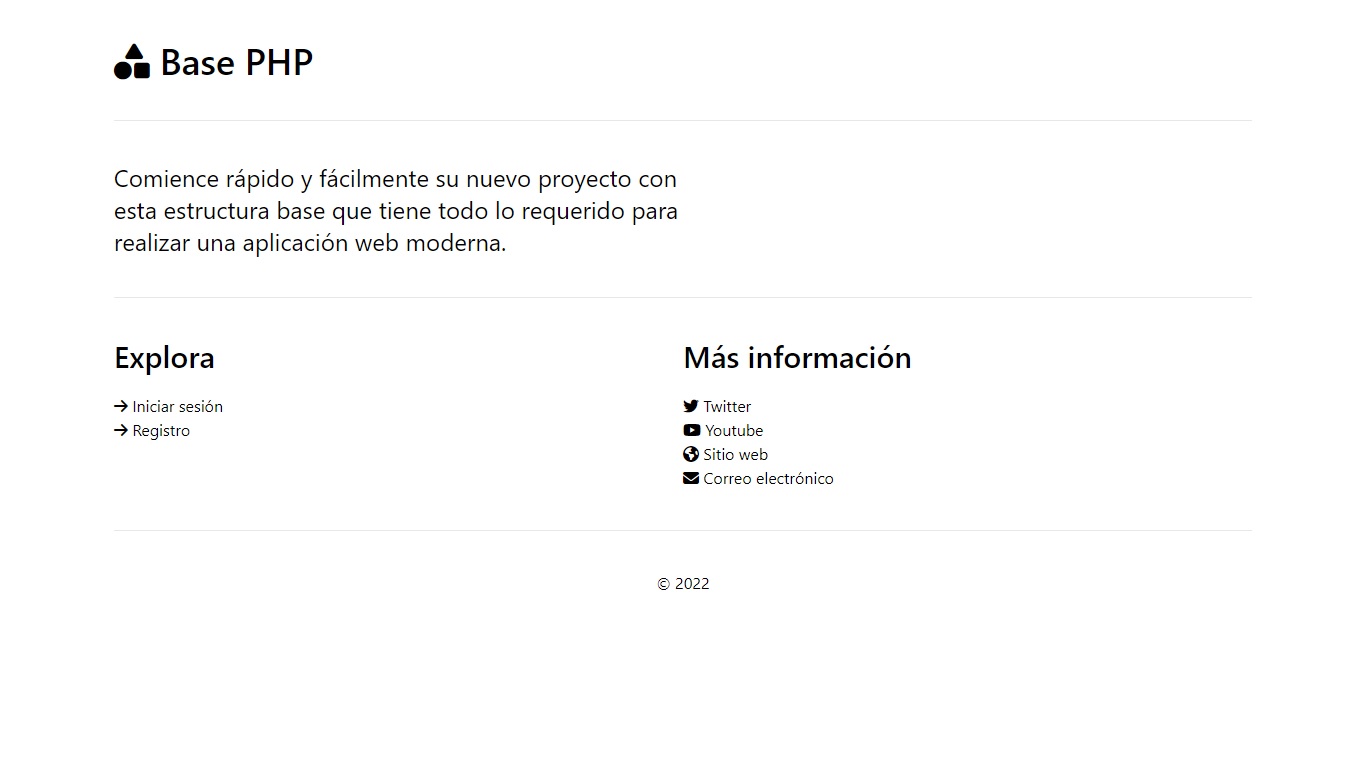 Base PHP
Comience rápido y fácilmente su nuevo proyecto con
esta estructura base que tiene todo lo requerido para
realizar una aplicación web moderna.
Explora
Iniciar sesión
Registro
Más información
Twitter
Youtube
Sitio web
Correo electrónico
© 2022